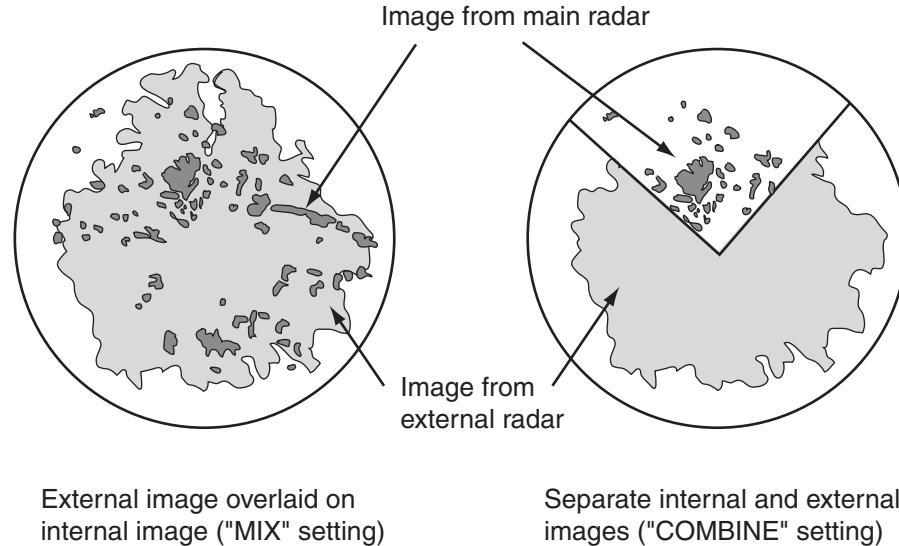 Image from main radar
Image from
external radar
External image overlaid on
internal image ("MIX" setting)
Separate internal and external
images ("COMBINE" setting)